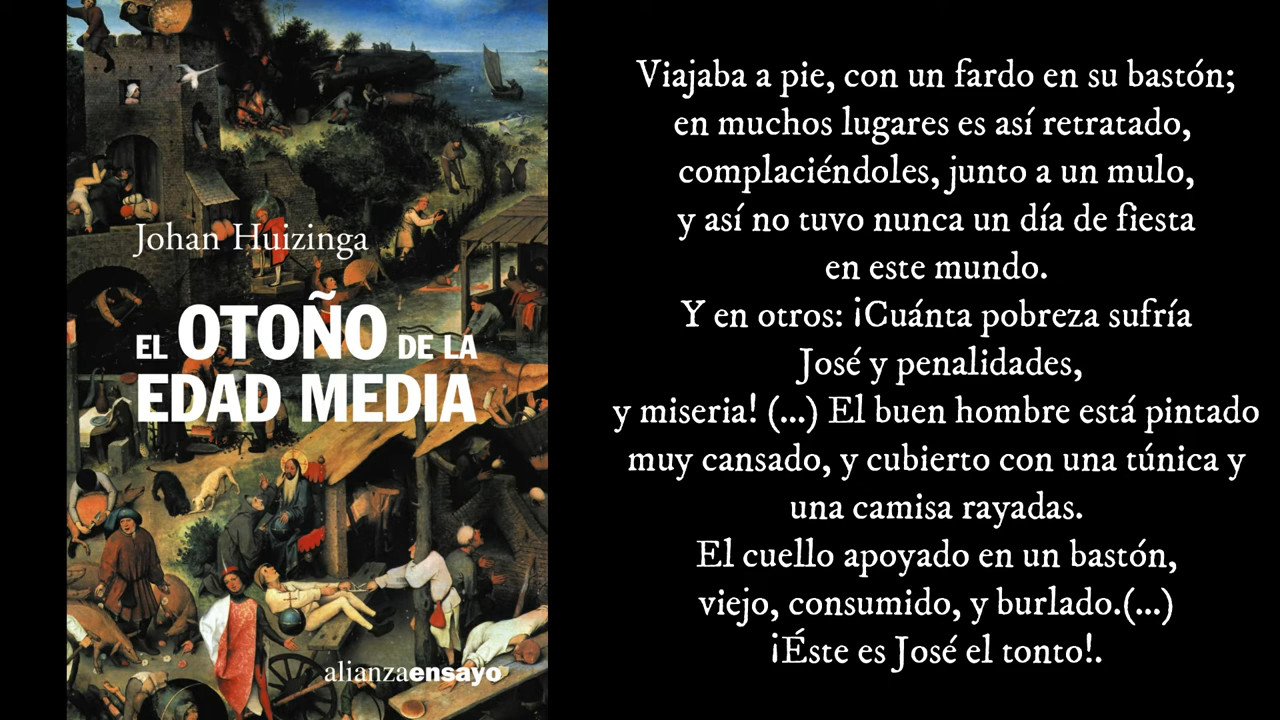 Johan Huizinga
EL OTOÑO DE LA
EDAD MEDIA
alianzaensayo
Viajaba a pie, con un fardo en su bastón;
en muchos lugares es así retratado,
complaciéndoles, junto a un mulo,
y así no tuvo nunca un día de fiesta
en este mundo.
Y en otros: ¡Cuánta pobreza sufría
José y penalidades,
y miseria! (...) El buen hombre está pintado
muy cansado, y cubierto con una túnica y
una camisa rayadas.
El cuello apoyado en un bastón,
viejo, consumido, y burlado.(...)
¡Éste es José el tonto!.